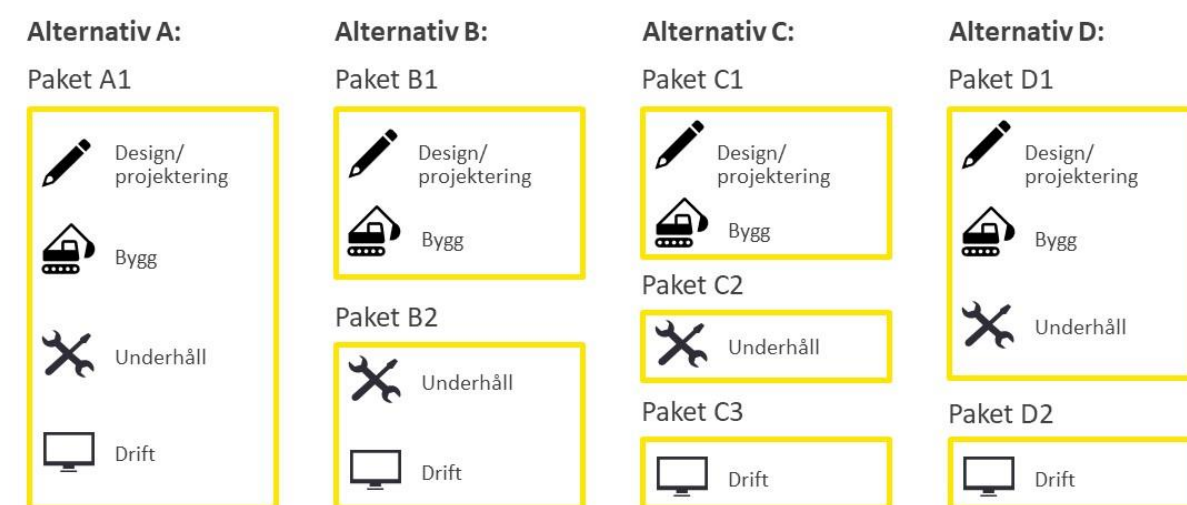 Alternativ A:
Paket A1
Design/
projektering
Bygg
Underhåll
Drift
Alternativ B:
Paket B1
Design/
projektering
Bygg
Paket B2
Underhåll
Drift
Alternativ C:
Paket C1
Design/
projektering
Bygg
Paket C2
Underhåll
Paket C3
Drift
Alternativ D:
Paket D1
Design/
projektering
Bygg
Underhåll
Paket D2
Drift